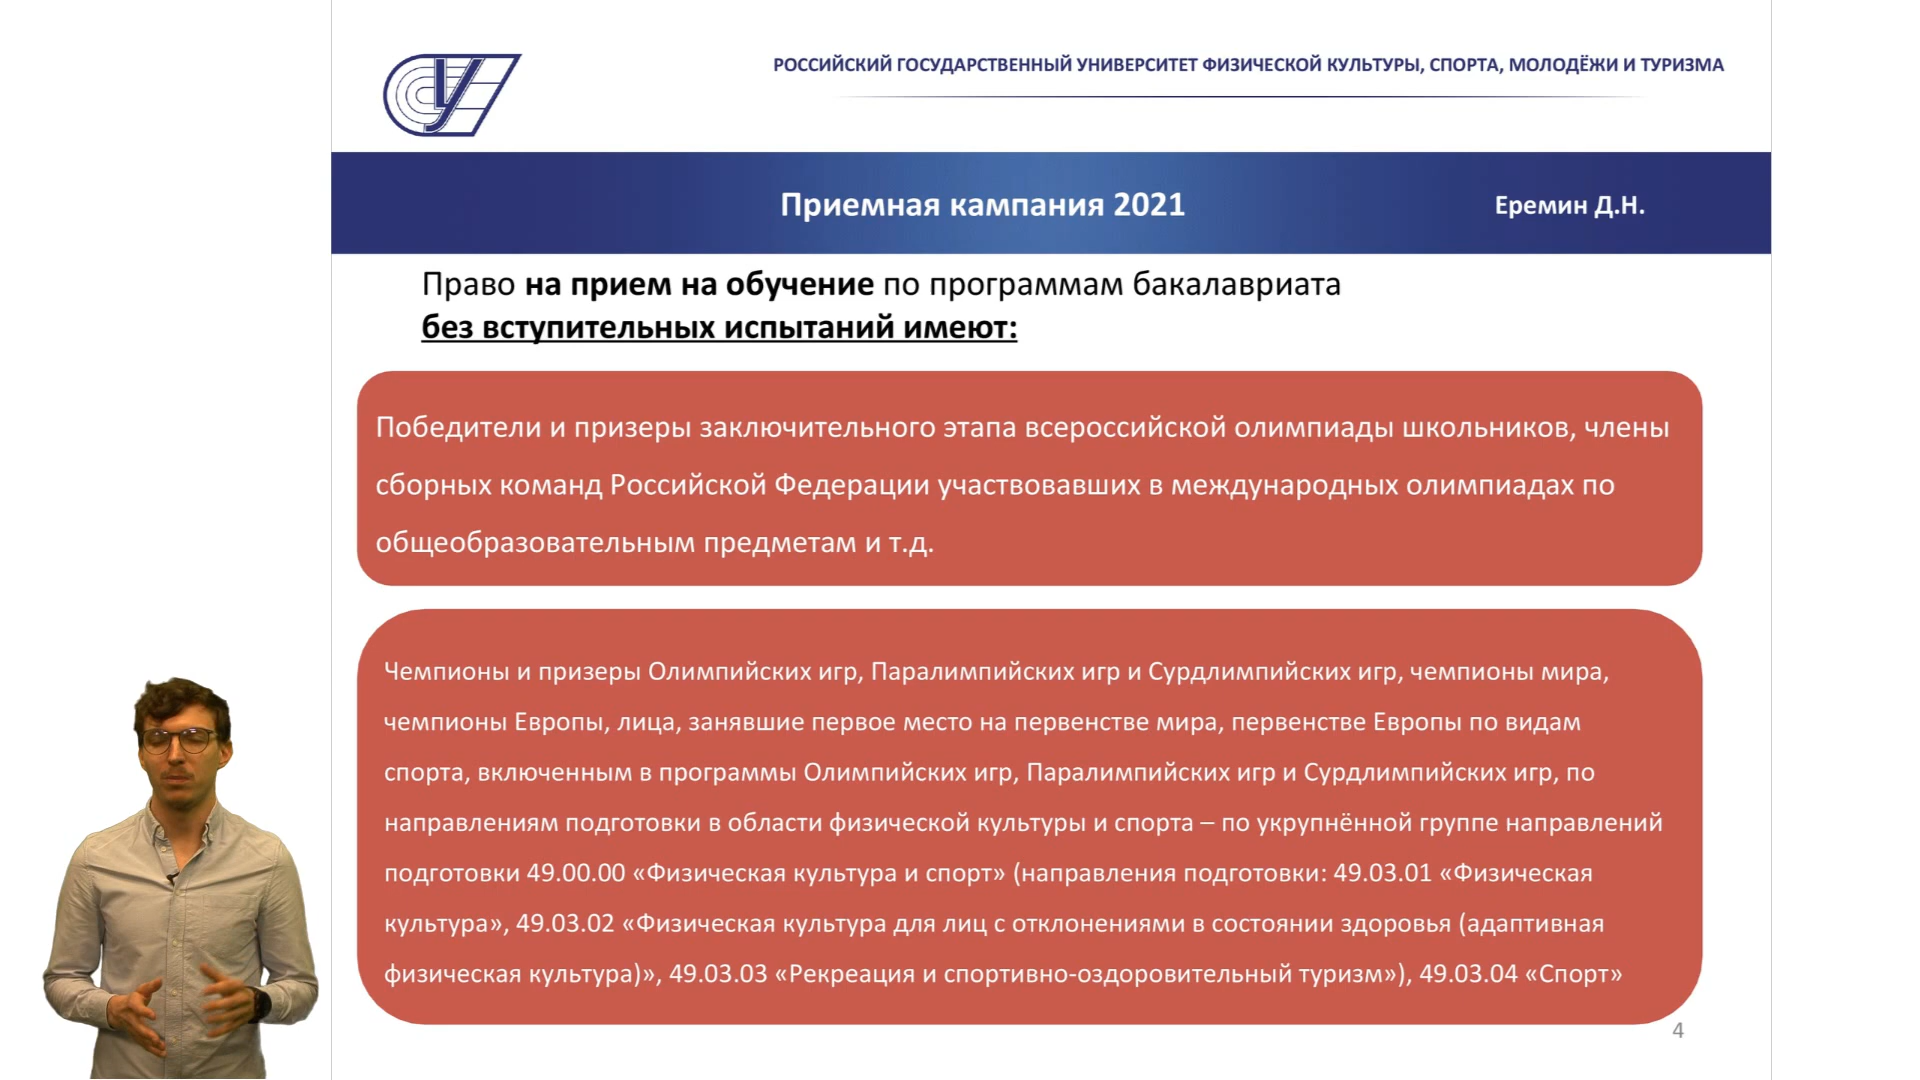 РОССИЙСКИЙ ГОСУДАРСТВЕННЫЙ УНИВЕРСИТЕТ ФИЗИЧЕСКОЙ КУЛЬТУРЫ, СПОРТА, МОЛОДЁЖИ И ТУРИЗМА
Приемная кампания 2021
Еремин Д.Н.
Право на прием на обучение по программам бакалавриата
без вступительных испытаний имеют:
Победители и призеры заключительного этапа всероссийской олимпиады школьников, члены
сборных команд Российской Федерации участвовавших в международных олимпиадах по
общеобразовательным предметам и т.д.
Чемпионы и призеры Олимпийских игр, Паралимпийских игр и Сурдлимпийских игр, чемпионы мира,
чемпионы Европы, лица, занявшие первое место на первенстве мира, первенстве Европы по видам
спорта, включенным в программы Олимпийских игр, Паралимпийских игр и Сурдлимпийских игр, по
направлениям подготовки в области физической культуры и спорта – по укрупнённой группе направлений
подготовки 49.00.00 «Физическая культура и спорт» (направления подготовки: 49.03.01 «Физическая
культура», 49.03.02 «Физическая культура для лиц с отклонениями в состоянии здоровья (адаптивная
физическая культура)», 49.03.03 «Рекреация и спортивно-оздоровительный туризм»), 49.03.04 «Спорт»
4